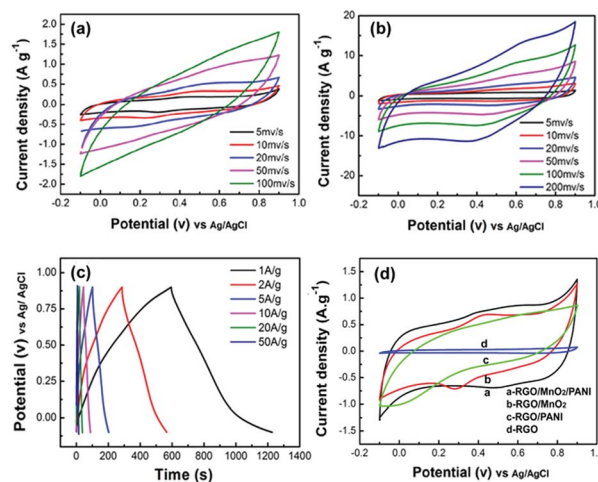 (a)
Current density (A g⁻¹)
2.0
1.5
1.0
0.5
0.0
-0.5
-1.0
-1.5
-2.0
5mv/s
10mv/s
20mv/s
50mv/s
100mv/s
-0.2 0.0 0.2 0.4 0.6 0.8 1.0
Potential (v) vs Ag/AgCl
(b)
Current density (A g⁻¹)
20
10
0
-10
-20
5mv/s
10mv/s
20mv/s
50mv/s
100mv/s
200mv/s
-0.2 0.0 0.2 0.4 0.6 0.8 1.0
Potential (v) vs Ag/AgCl
(c)
Potential (v) vs Ag/AgCl
1.00
0.75
0.50
0.25
0.00
1A/g
2A/g
5A/g
10A/g
20A/g
50A/g
0 200 400 600 800 1000 1200 1400
Time (s)
(d)
Current density (A.g⁻¹)
1.5
1.0
0.5
0.0
-0.5
-1.0
-1.5
d
c
b
a
a-RGO/MnO₂/PANI
b-RGO/MnO₂
c-RGO/PANI
d-RGO
0.0 0.2 0.4 0.6 0.8 1.0
Potential (v) vs Ag/AgCl